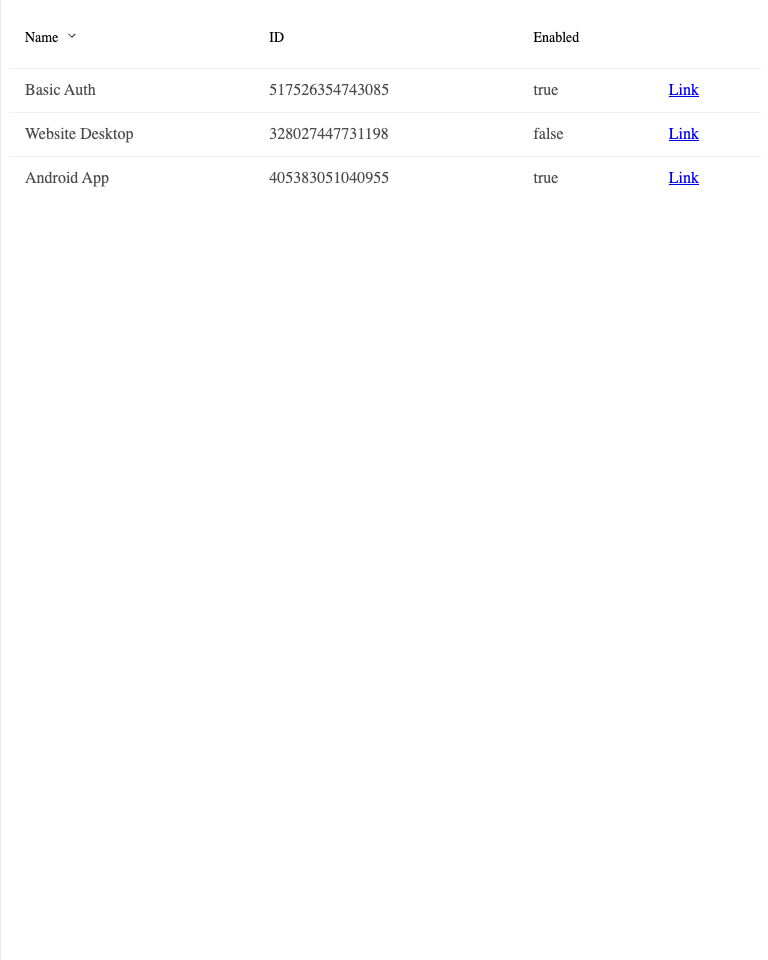 Name ID Enabled
Basic Auth 517526354743085 true Link
Website Desktop 328027447731198 false Link
Android App 405383051040955 true Link